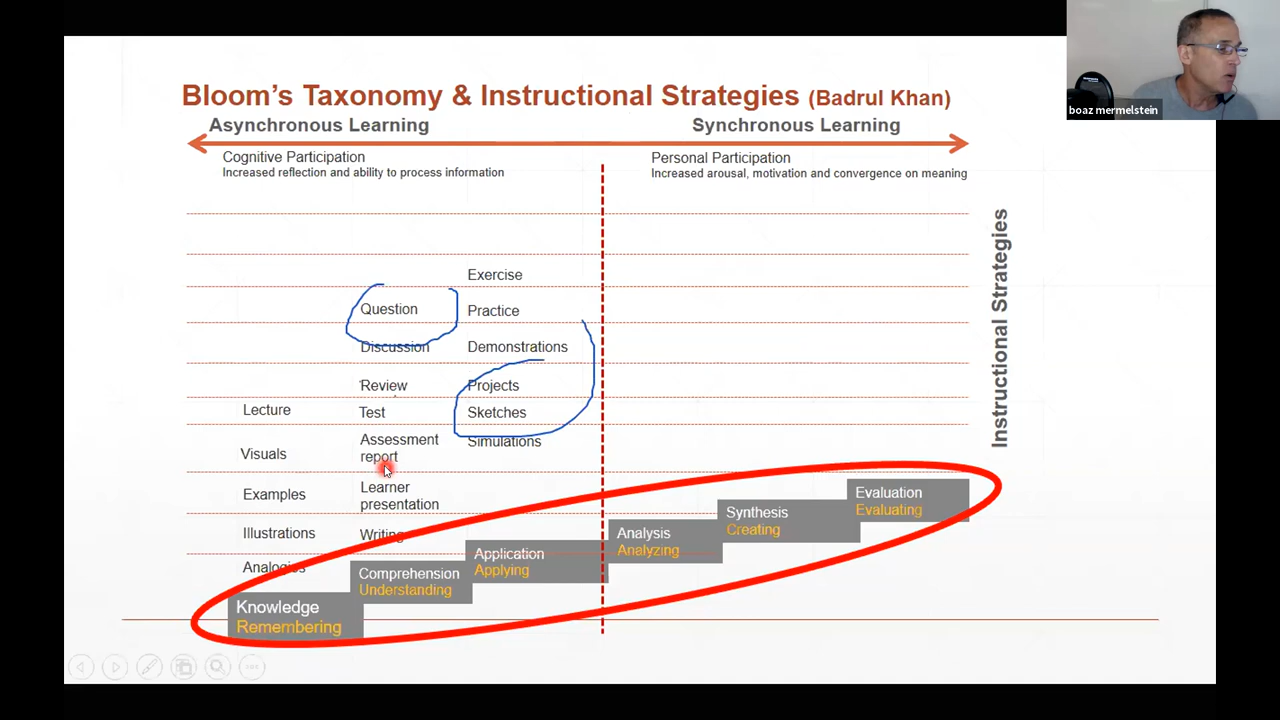 boaz mermelstein
Bloom's Taxonomy & Instructional Strategies (Badrul Khan)
Asynchronous Learning
Synchronous Learning
Cognitive Participation
Increased reflection and ability to process information
Personal Participation
Increased arousal, motivation and convergence on meaning
Instructional Strategies
Lecture
Visuals
Examples
Illustrations
Analogies
Knowledge
Remembering
Question
Discussion
Review
Test
Assessment
report
Learner
presentation
Writing
Comprehension
Understanding
Exercise
Practice
Demonstrations
Projects
Sketches
Simulations
Application
Applying
Analysis
Analyzing
Synthesis
Creating
Evaluation
Evaluating